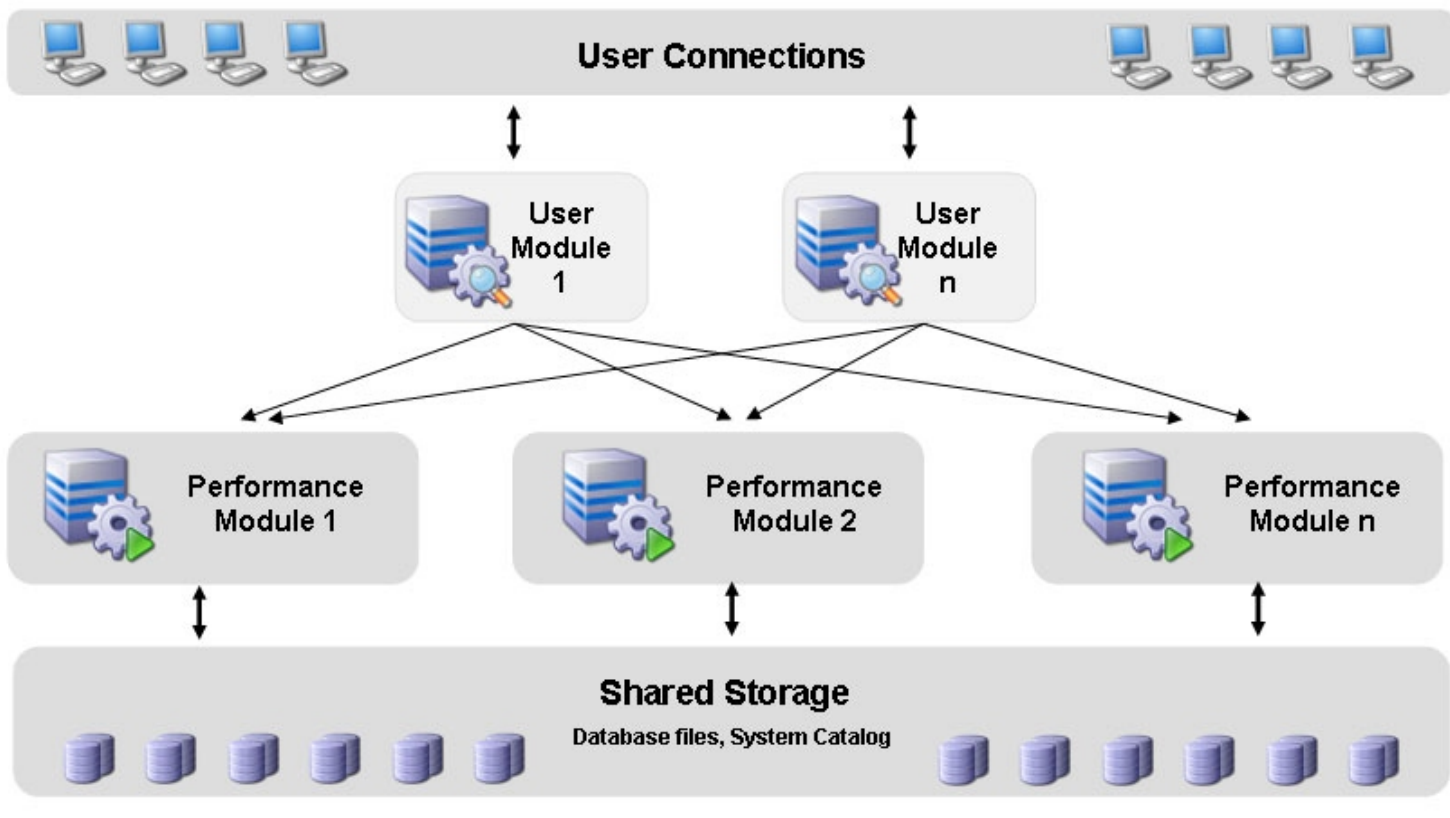 User Connections
User
Module
1
User
Module
n
Performance
Module 1
Performance
Module 2
Performance
Module n
Shared Storage
Database files, System Catalog